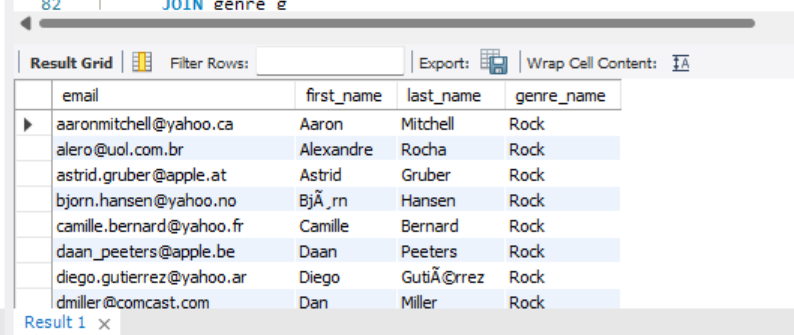 82 JOIN genre g
Result Grid Filter Rows: Export: Wrap Cell Content: IA
email first_name last_name genre_name
aaronmitchell@yahoo.ca Aaron Mitchell Rock
alero@uol.com.br Alexandre Rocha Rock
astrid.gruber@apple.at Astrid Gruber Rock
bjorn.hansen@yahoo.no BjÃ¸rn Hansen Rock
camille.bernard@yahoo.fr Camille Bernard Rock
daan_peeters@apple.be Daan Peeters Rock
diego.gutierrez@yahoo.ar Diego GutiÃ©rrez Rock
dmiller@comcast.com Dan Miller Rock
Result 1 ×